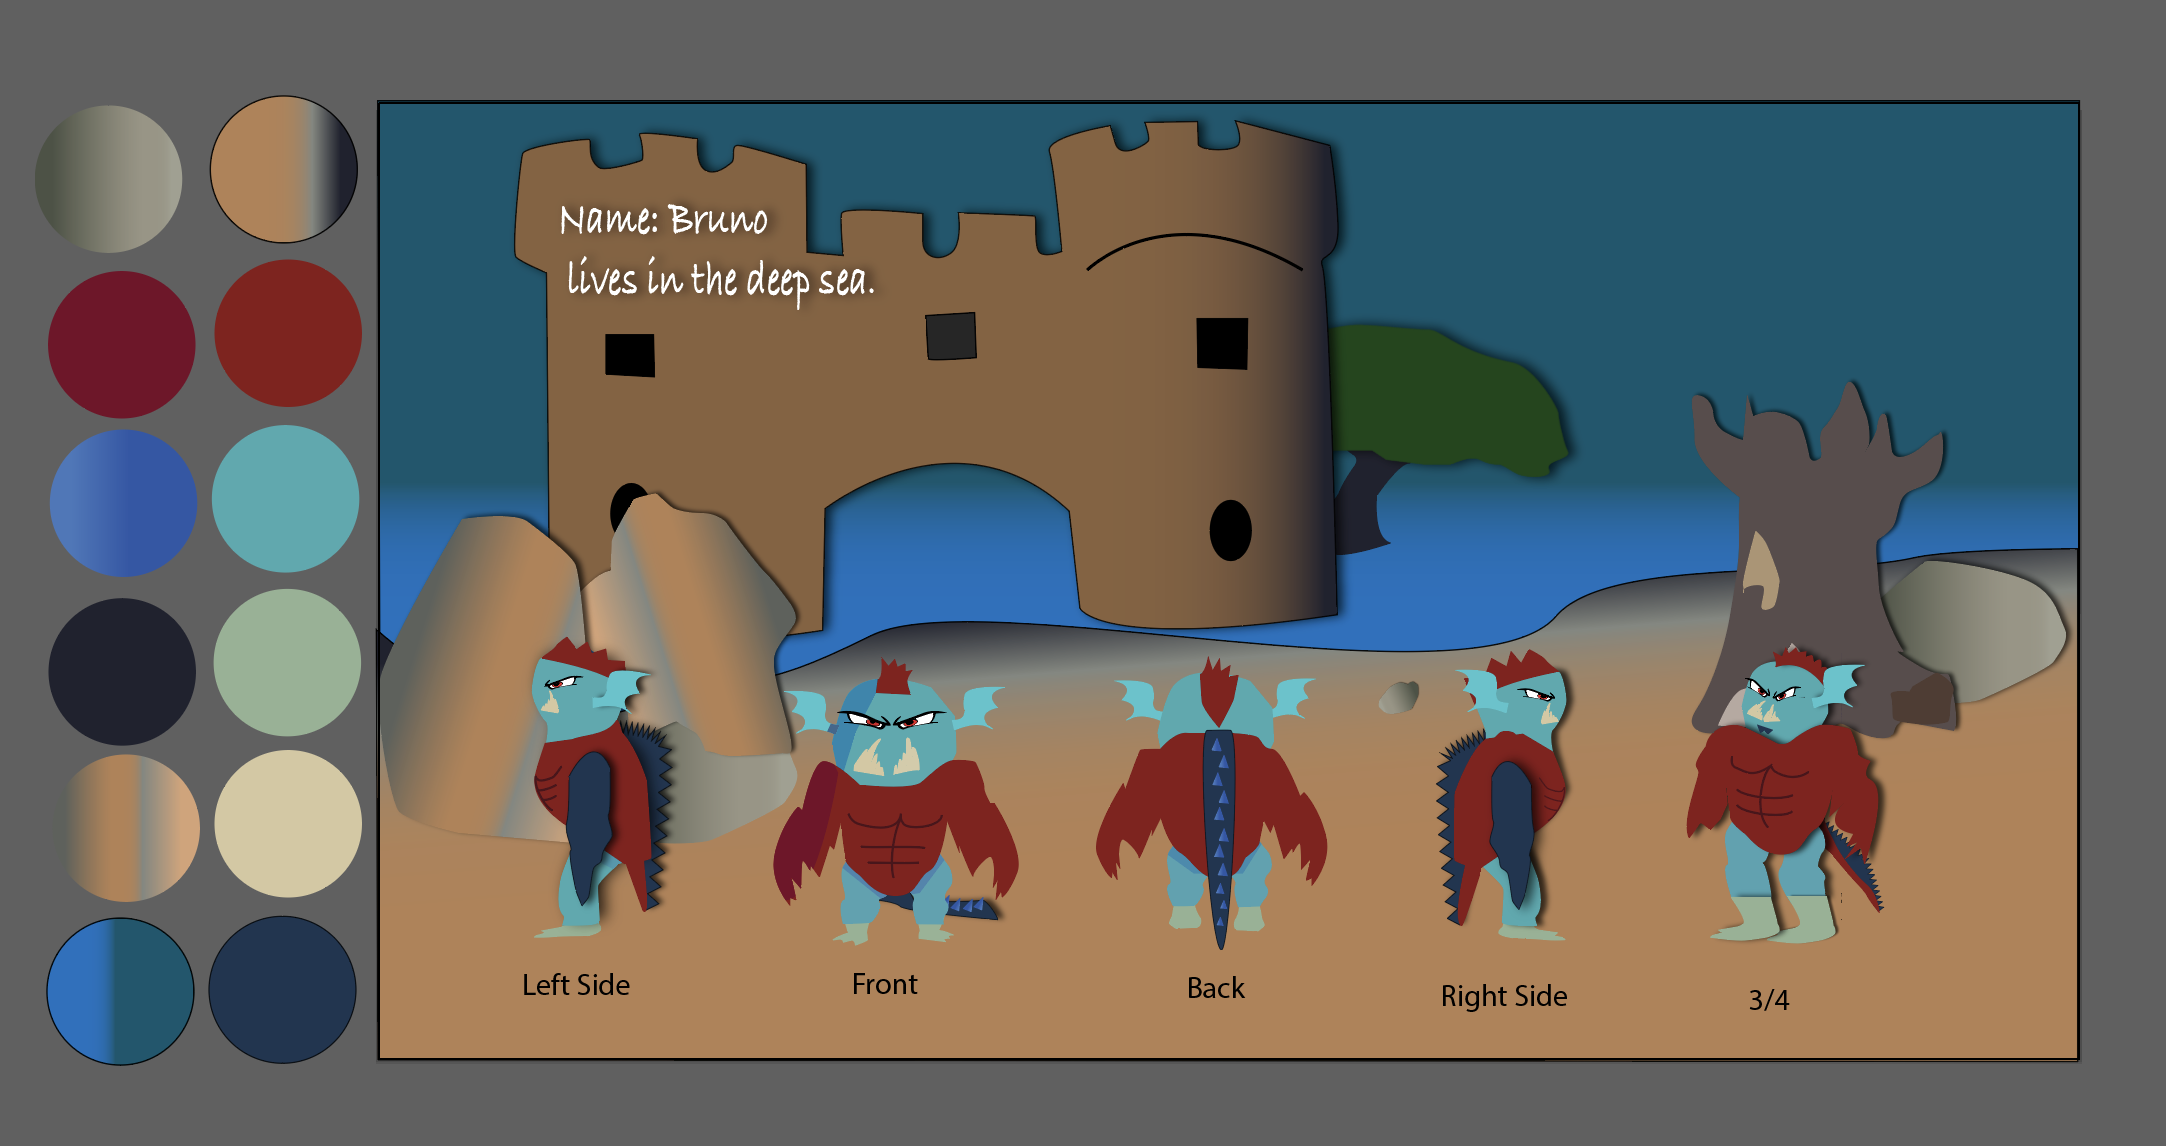 Name: Bruno
lives in the deep sea.
Left Side
Front
Back
Right Side
3/4